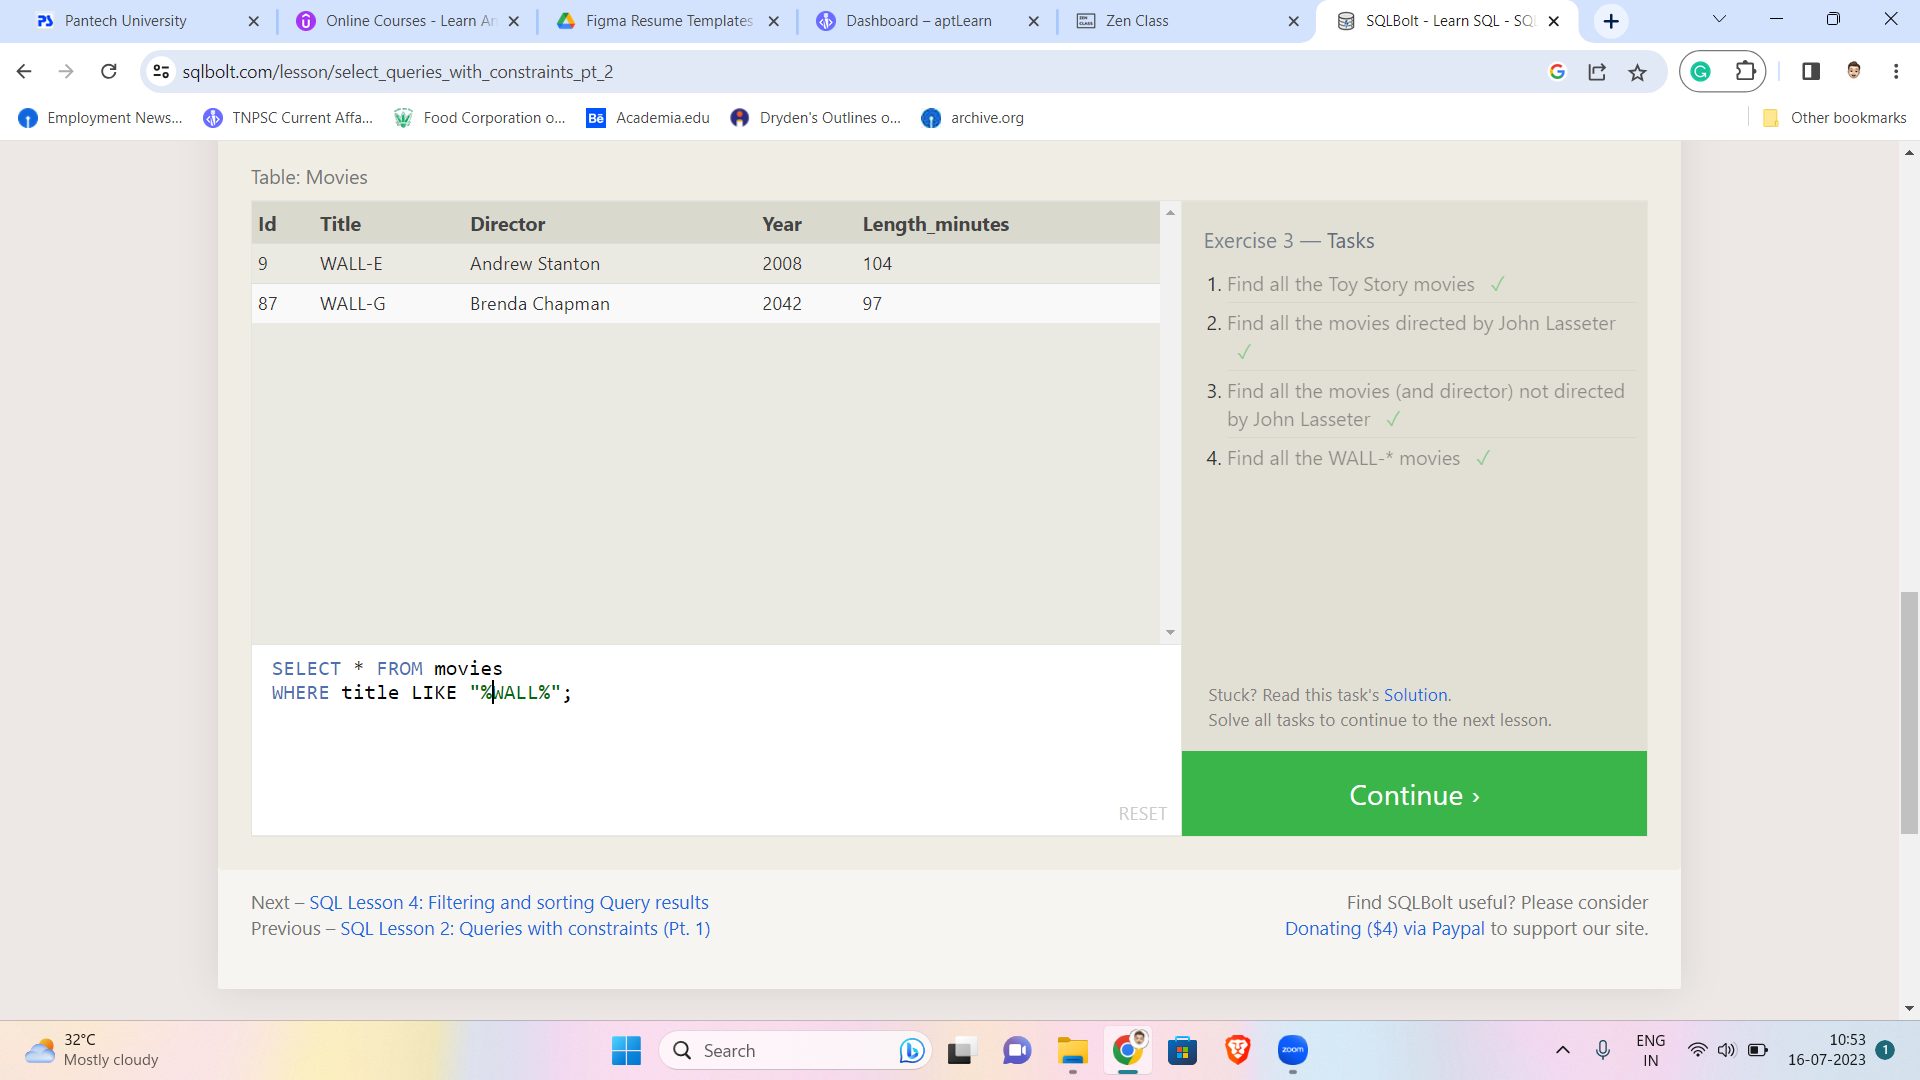 Pantech University
Online Courses - Learn An
Figma Resume Templates
Dashboard – aptLearn
Zen Class
SQLBolt - Learn SQL - SQL
sqlbolt.com/lesson/select_queries_with_constraints_pt_2
Employment News...
TNPSC Current Affa...
Food Corporation o...
Academia.edu
Dryden's Outlines o...
archive.org
Other bookmarks
Table: Movies
Id Title Director Year Length_minutes
9 WALL-E Andrew Stanton 2008 104
87 WALL-G Brenda Chapman 2042 97
Exercise 3 — Tasks
1. Find all the Toy Story movies ✓
2. Find all the movies directed by John Lasseter
✓
3. Find all the movies (and director) not directed
by John Lasseter ✓
4. Find all the WALL-* movies ✓
SELECT * FROM movies
WHERE title LIKE "%WALL%";
RESET
Stuck? Read this task's Solution.
Solve all tasks to continue to the next lesson.
Continue ›
Next – SQL Lesson 4: Filtering and sorting Query results
Previous – SQL Lesson 2: Queries with constraints (Pt. 1)
Find SQLBolt useful? Please consider
Donating ($4) via Paypal to support our site.
32°C
Mostly cloudy
Search
zoom
ENG
IN
10:53
16-07-2023
1